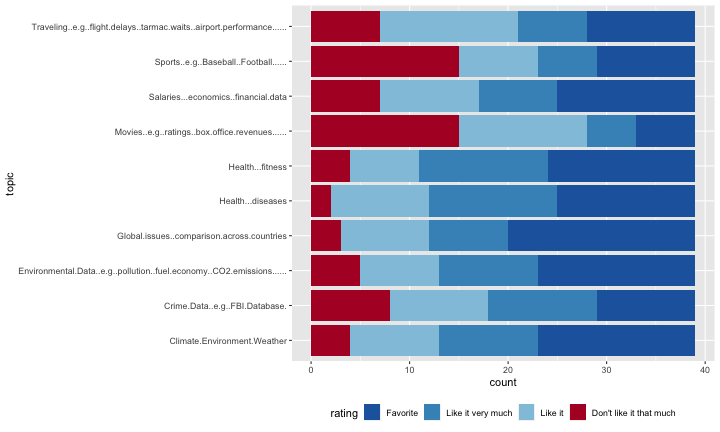 Traveling..e.g..flight.delays..tarmac.waits..airport.performance......
Sports..e.g..Baseball..Football......
Salaries...economics..financial.data
Movies..e.g..ratings..box.office.revenues......
Health...fitness
Health...diseases
Global.issues..comparison.across.countries
Environmental.Data..e.g..pollution..fuel.economy..CO2.emissions......
Crime.Data..e.g..FBI.Database.
Climate.Environment.Weather
topic
0 10 20 30 40
count
rating Favorite Like it very much Like it Don't like it that much